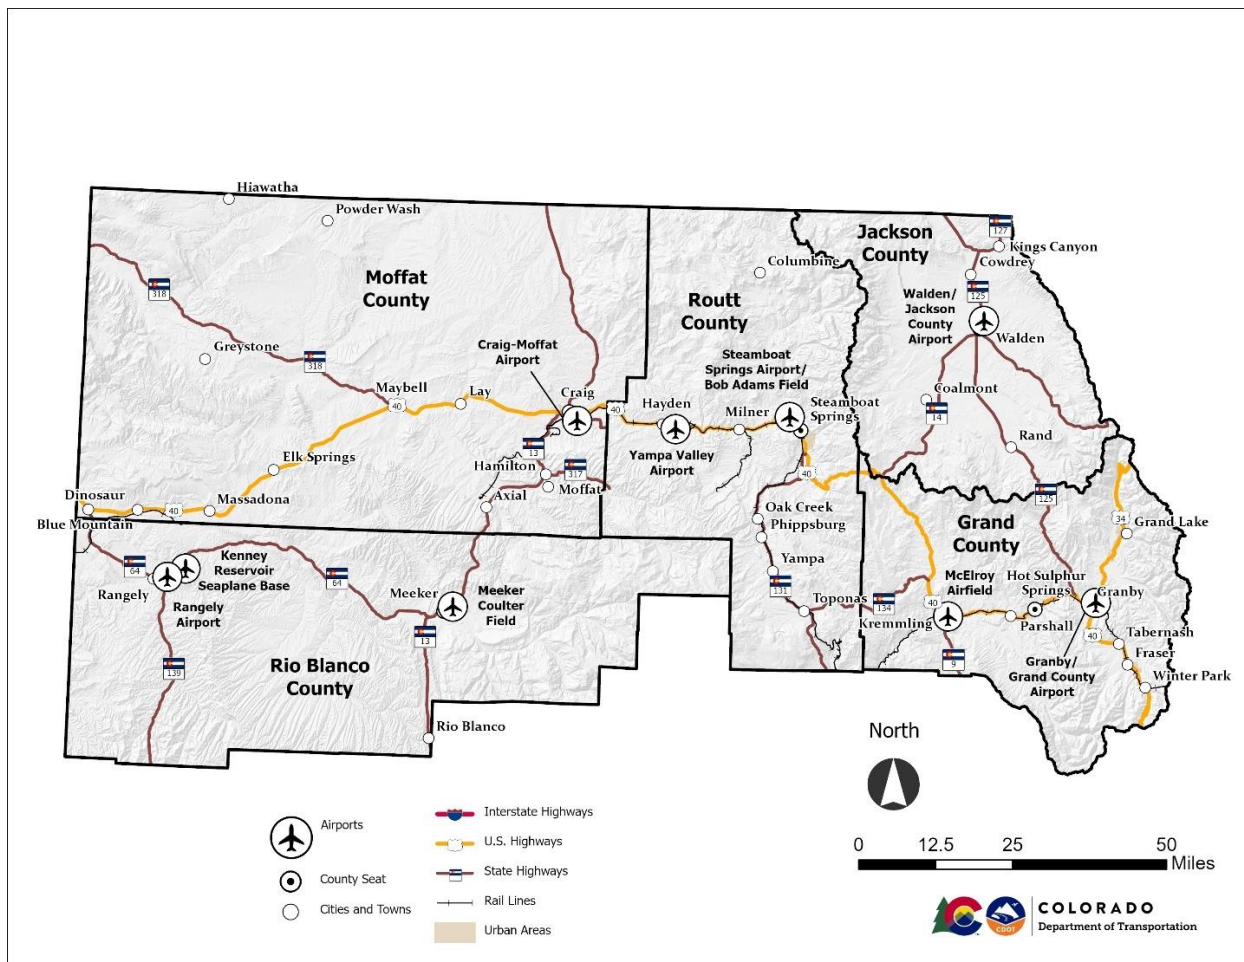 Hiawatha
Powder Wash
127
Jackson
County
Kings Canyon
Columbine
Cowdrey
Moffat
County
318
Walden/
Jackson
County
Airport
125
Routt
County
Walden
Greystone
318
Craig-Moffat
Airport
Steamboat
Springs Airport/
Bob Adams Field
Maybell
40
Lay
Craig
40
Hayden
Milner
Steamboat
Springs
Coalmont
14
Rand
Yampa Valley
Airport
13
Hamilton
317
Moffat
Elk Springs
Axial
40
125
Dinosaur
Blue Mountain
40
Massadona
Oak Creek
Phippsburg
Yampa
131
Grand
County
34
Grand Lake
64
Rangely
Kenney
Reservoir
Seaplane Base
Rangely
Airport
64
Meeker
Meeker
Coulter
Field
13
Toponas
134
McElroy
Airfield
40
Kremmling
Hot Sulphur
Springs
Parshall
Granby
40
Tabernash
Fraser
Winter Park
9
Granby/
Grand County
Airport
139
Rio Blanco
County
Rio Blanco
North
Airports
County Seat
Cities and Towns
Interstate Highways
U.S. Highways
State Highways
Rail Lines
Urban Areas
0 12.5 25 50
Miles
CDOT
COLORADO
Department of Transportation